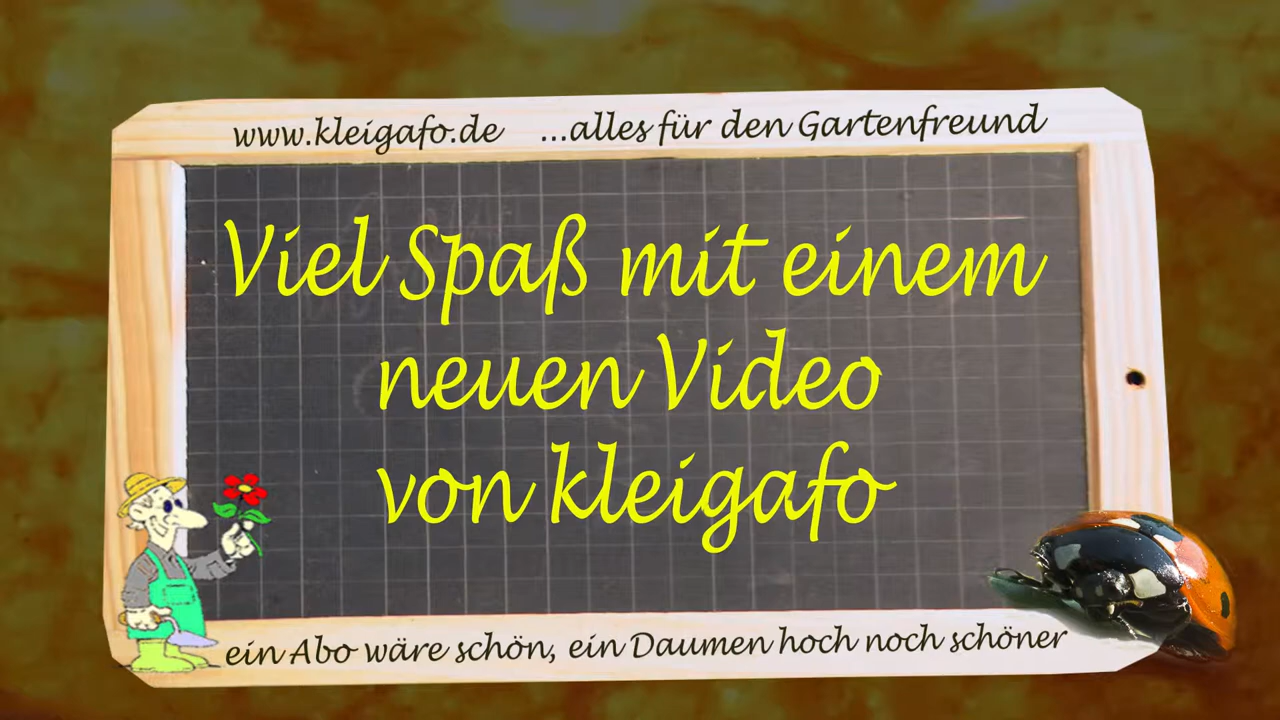 www.kleigafo.de ...alles für den Gartenfreund
Viel Spaß mit einem
neuen Video
von kleigafo
ein Abo wäre schön, ein Daumen hoch noch schöner